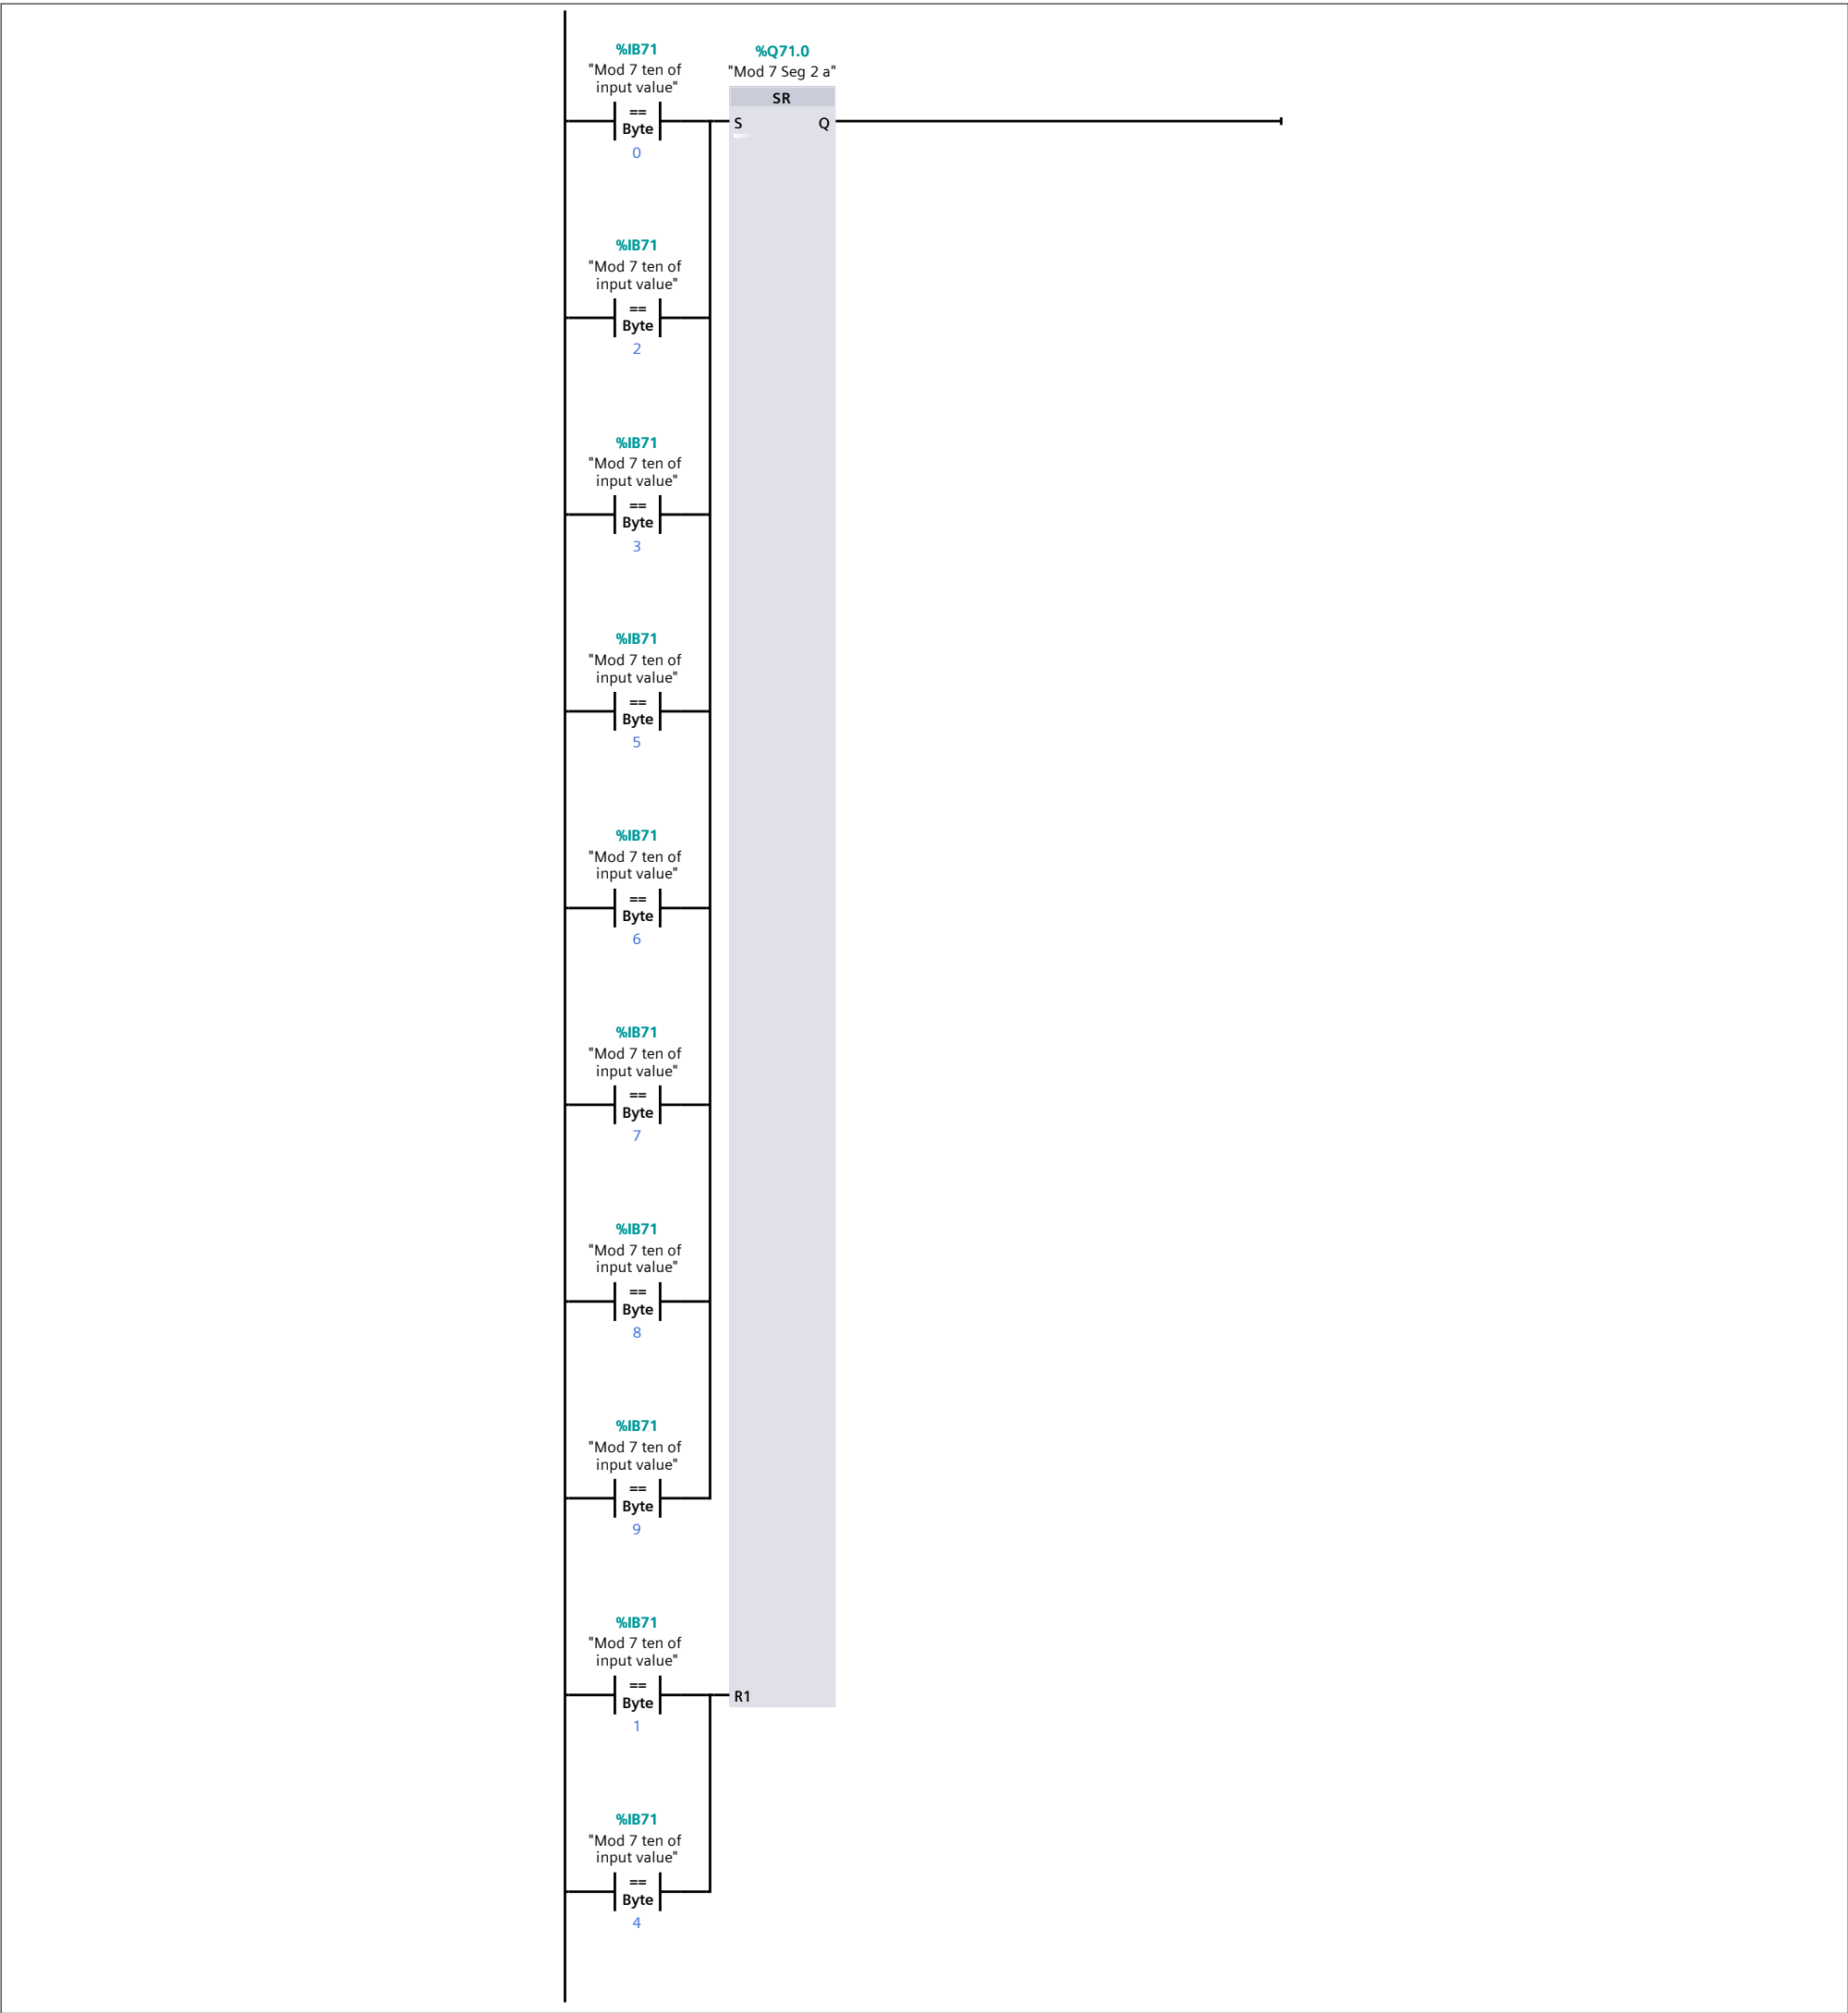 %IB71
"Mod 7 ten of
input value"
==
Byte
0
%Q71.0
"Mod 7 Seg 2 a"
SR
S Q
%IB71
"Mod 7 ten of
input value"
==
Byte
2
%IB71
"Mod 7 ten of
input value"
==
Byte
3
%IB71
"Mod 7 ten of
input value"
==
Byte
5
%IB71
"Mod 7 ten of
input value"
==
Byte
6
%IB71
"Mod 7 ten of
input value"
==
Byte
7
%IB71
"Mod 7 ten of
input value"
==
Byte
8
%IB71
"Mod 7 ten of
input value"
==
Byte
9
%IB71
"Mod 7 ten of
input value"
==
Byte
1
R1
%IB71
"Mod 7 ten of
input value"
==
Byte
4